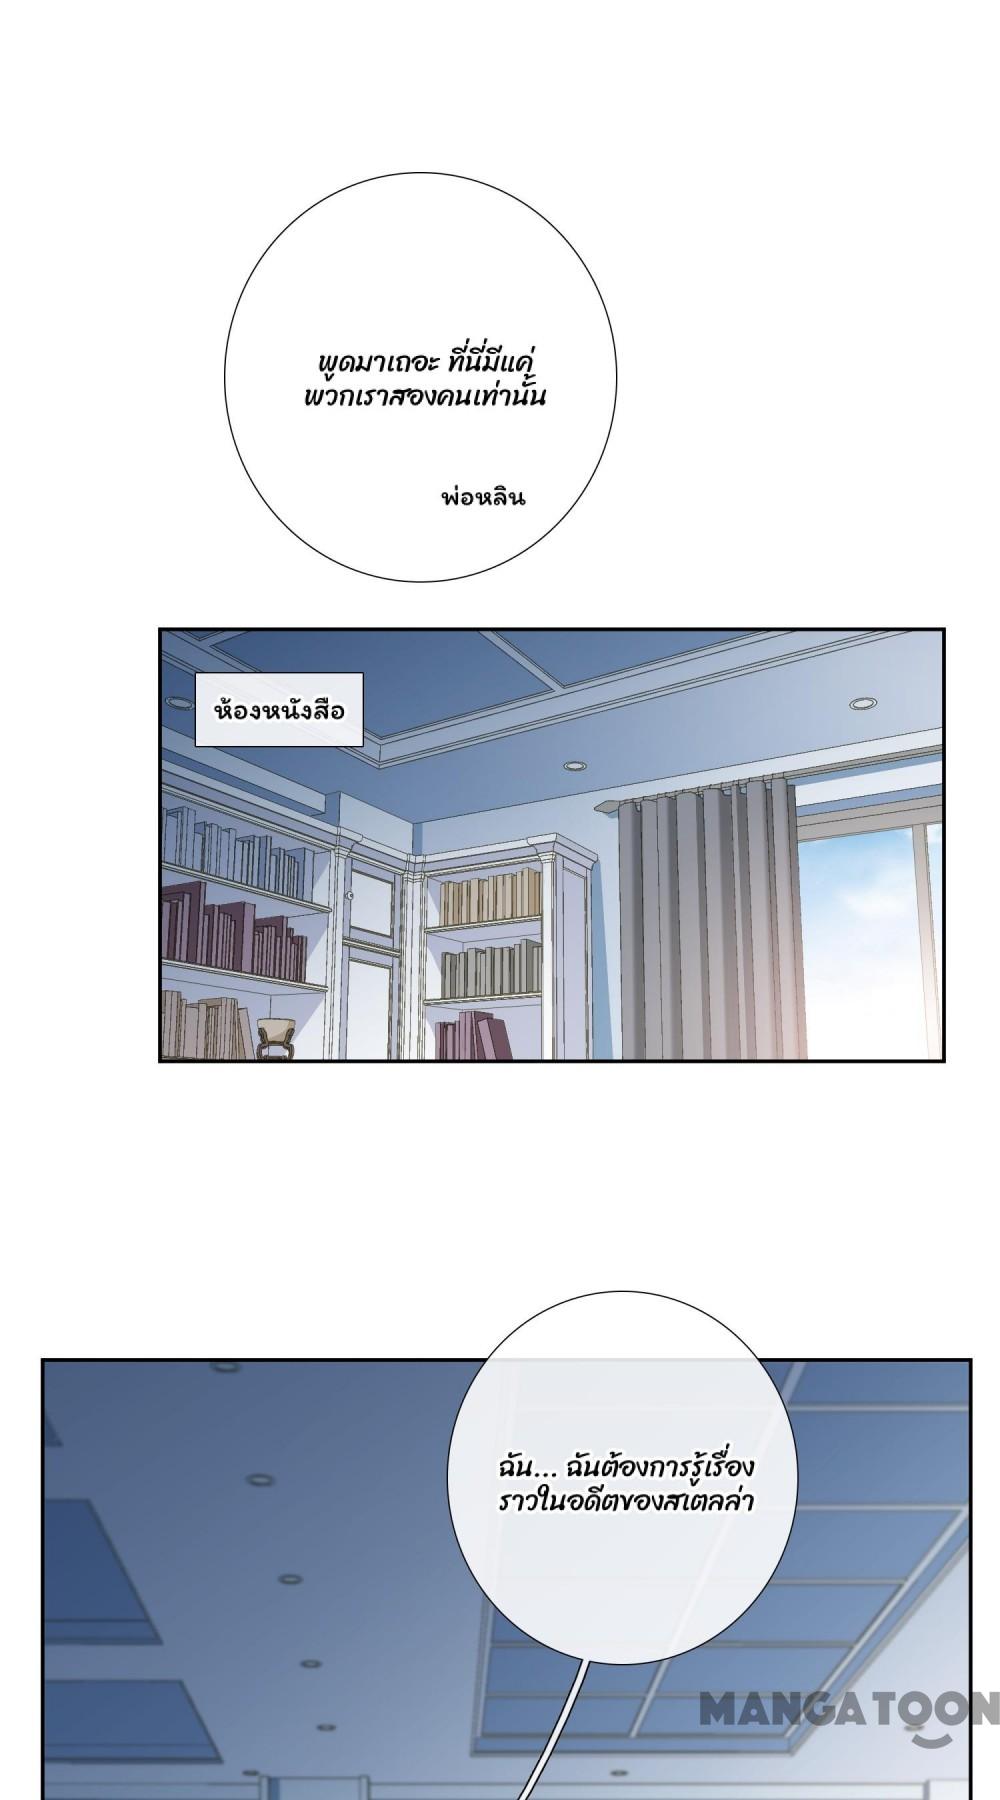 พูดมาเถอะ ที่นี่มีแค่
พวกเราสองคนเท่านั้น
พ่อหลิน
ห้องหนังสือ
ฉัน... ฉันต้องการรู้เรื่อง
ราวในอดีตของสเตลล่า
MANGATOON